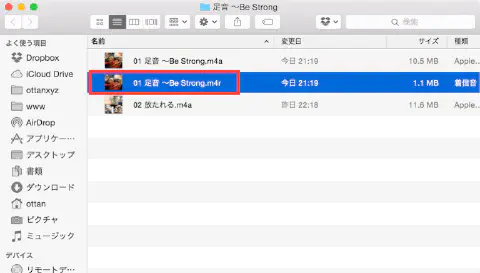 足音 〜Be Strong
検索
よく使う項目
Dropbox
iCloud Drive
ottanxyz
www
AirDrop
アプリケー…
デスクトップ
書類
ダウンロード
ottan
ピクチャ
ミュージック
デバイス
リモートデ…
名前 変更日 サイズ 種類
01 足音 〜Be Strong.m4a 今日 21:19 10.5 MB Apple…
01 足音 〜Be Strong.m4r 今日 21:19 1.1 MB 着信音
02 放たれる.m4a 昨日 22:18 11.6 MB Apple…